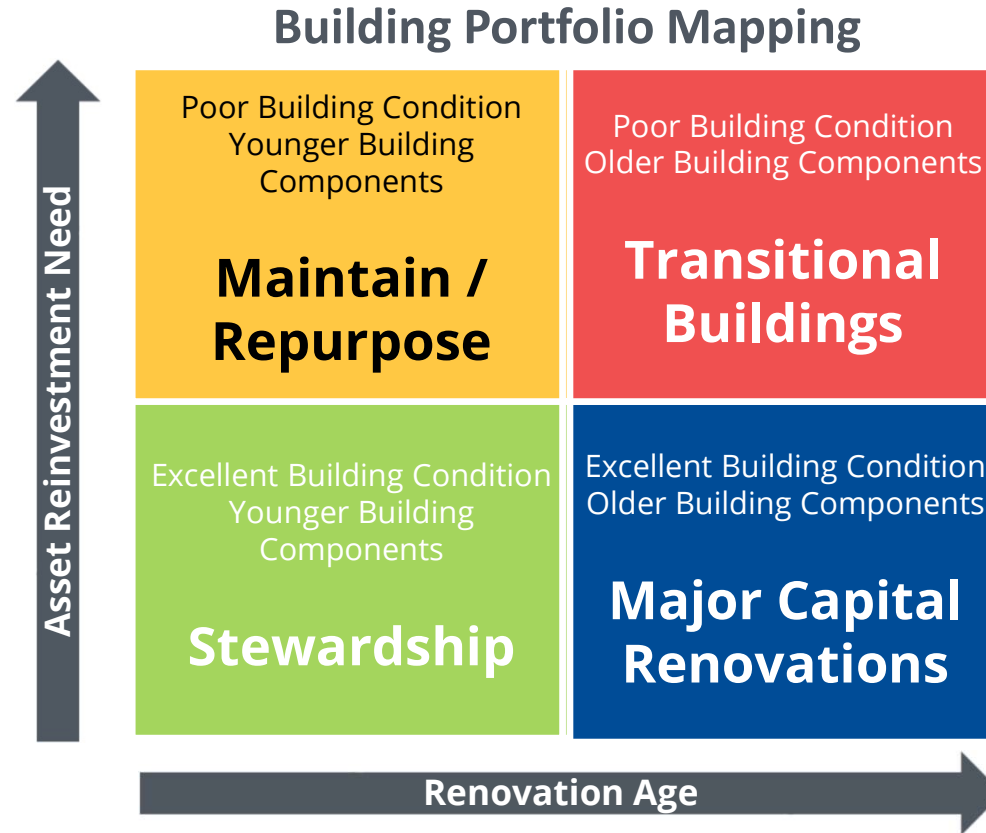 Building Portfolio Mapping
Asset Reinvestment Need
Poor Building Condition
Younger Building
Components
Maintain /
Repurpose
Poor Building Condition
Older Building Components
Transitional
Buildings
Excellent Building Condition
Younger Building
Components
Stewardship
Excellent Building Condition
Older Building Components
Major Capital
Renovations
Renovation Age